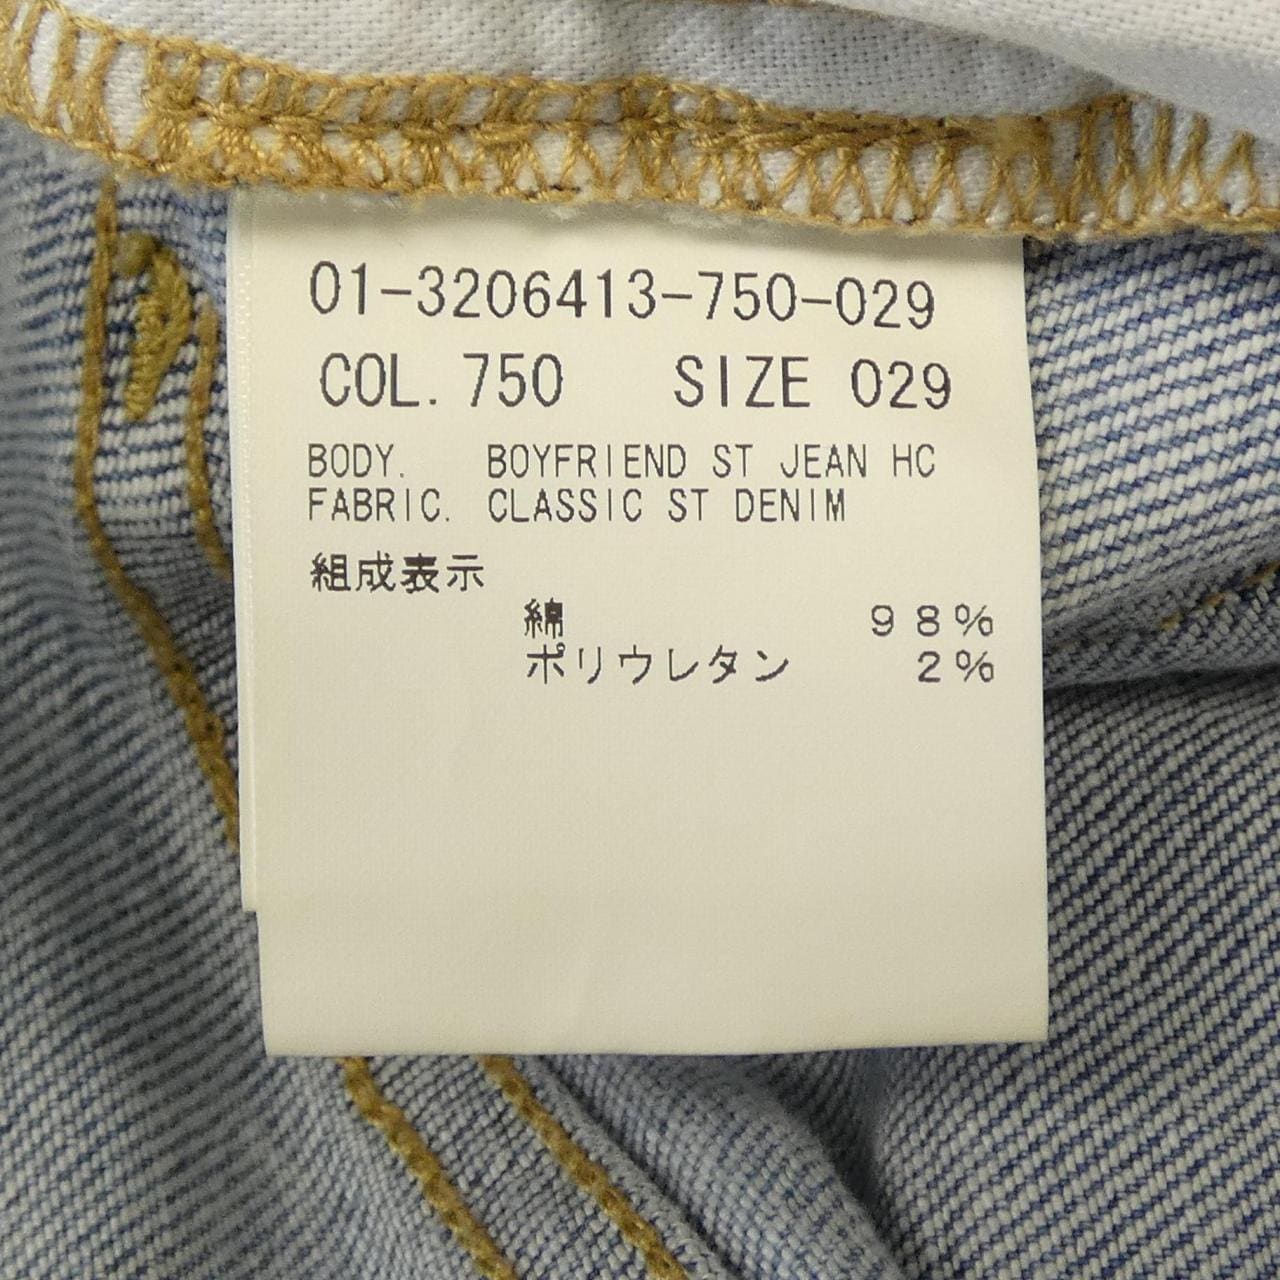 01-3206413-750-029
COL. 750 SIZE 029
BODY. BOYFRIEND ST JEAN HC
FABRIC. CLASSIC ST DENIM
組成表示
綿 98%
ポリウレタン 2%